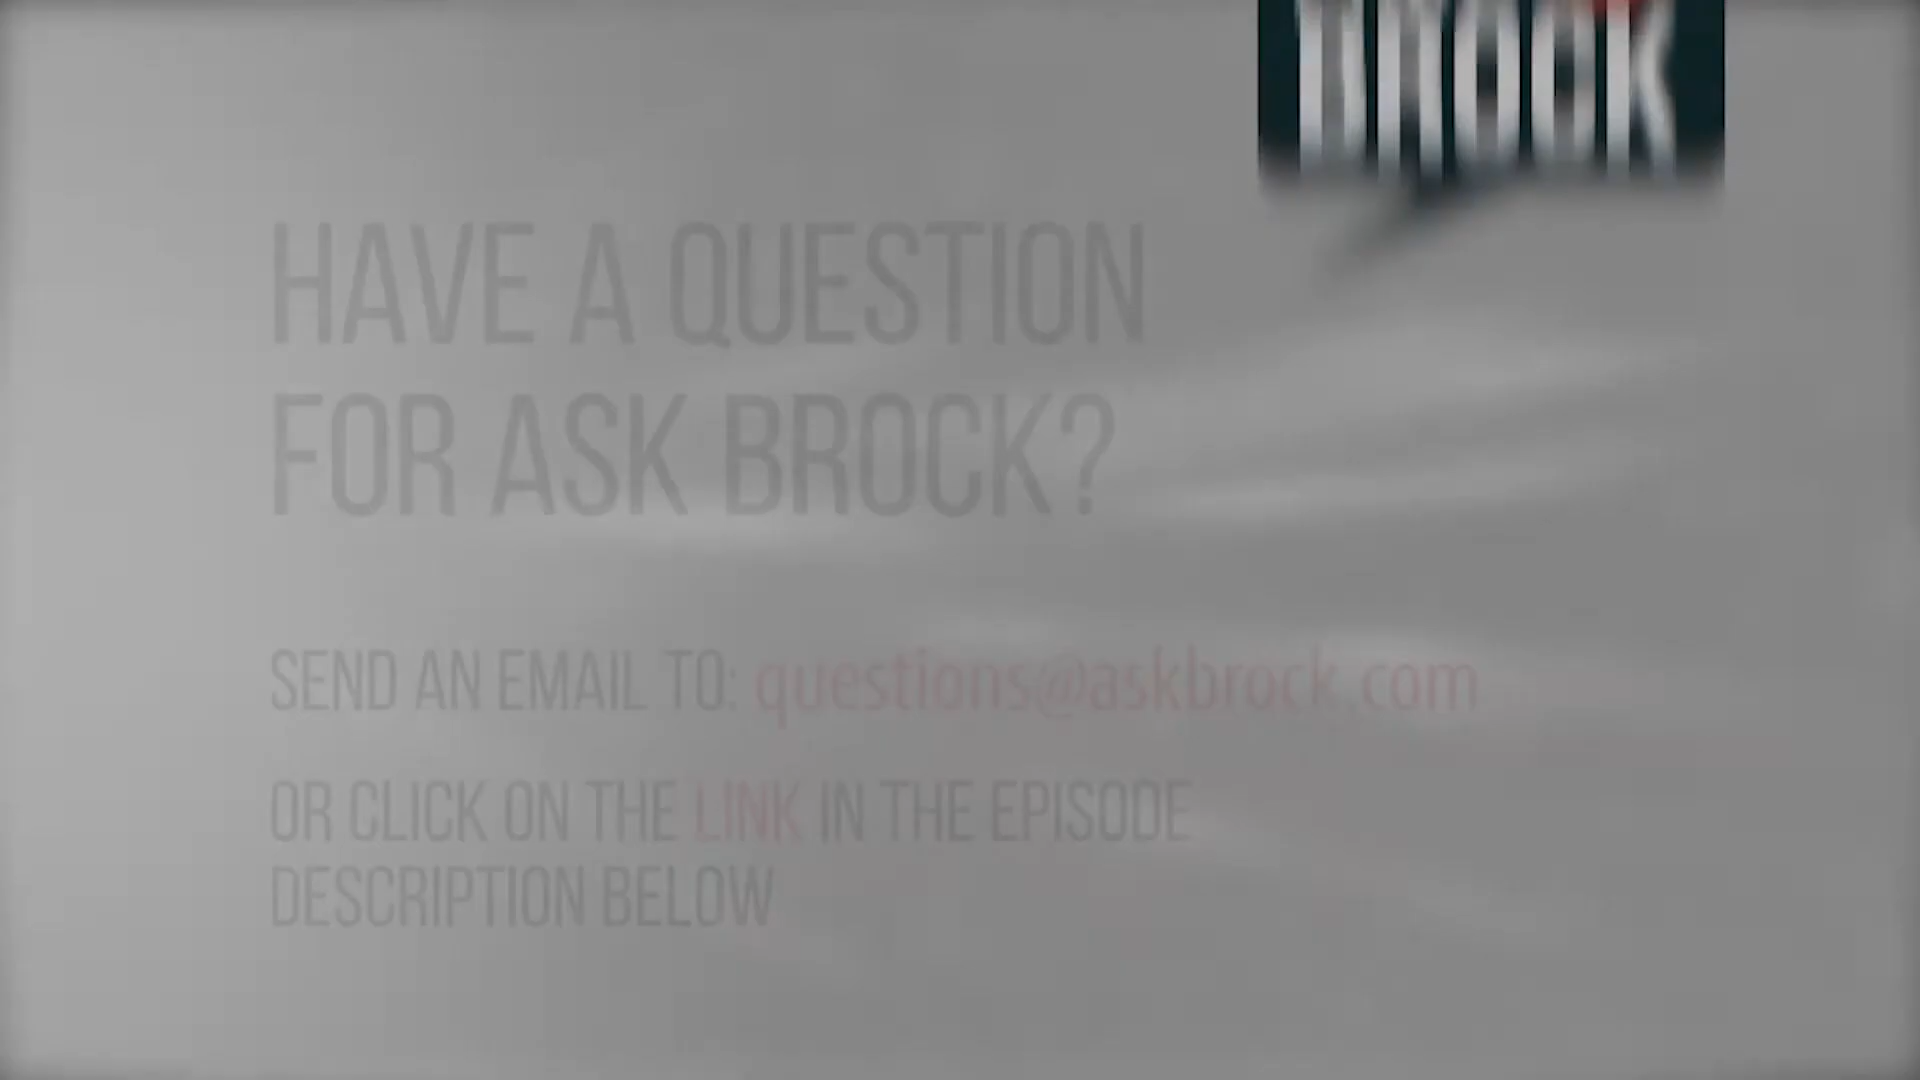 BROCK
HAVE A QUESTION
FOR ASK BROCK?
SEND AN EMAIL TO: questions@askbrock.com
OR CLICK ON THE LINK IN THE EPISODE
DESCRIPTION BELOW